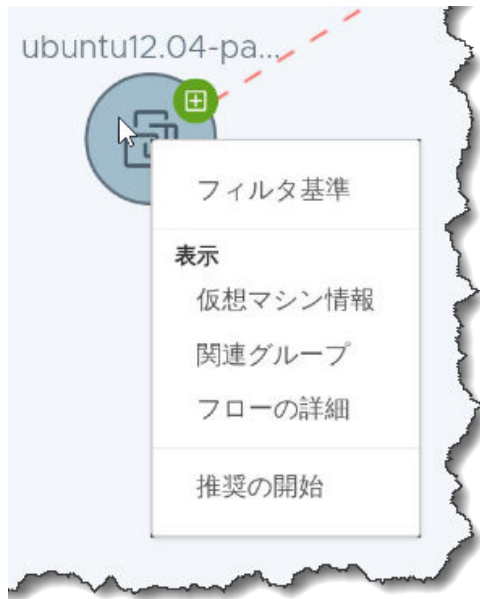 ubuntu12.04-pa...
フィルタ基準
表示
仮想マシン情報
関連グループ
フローの詳細
推奨の開始